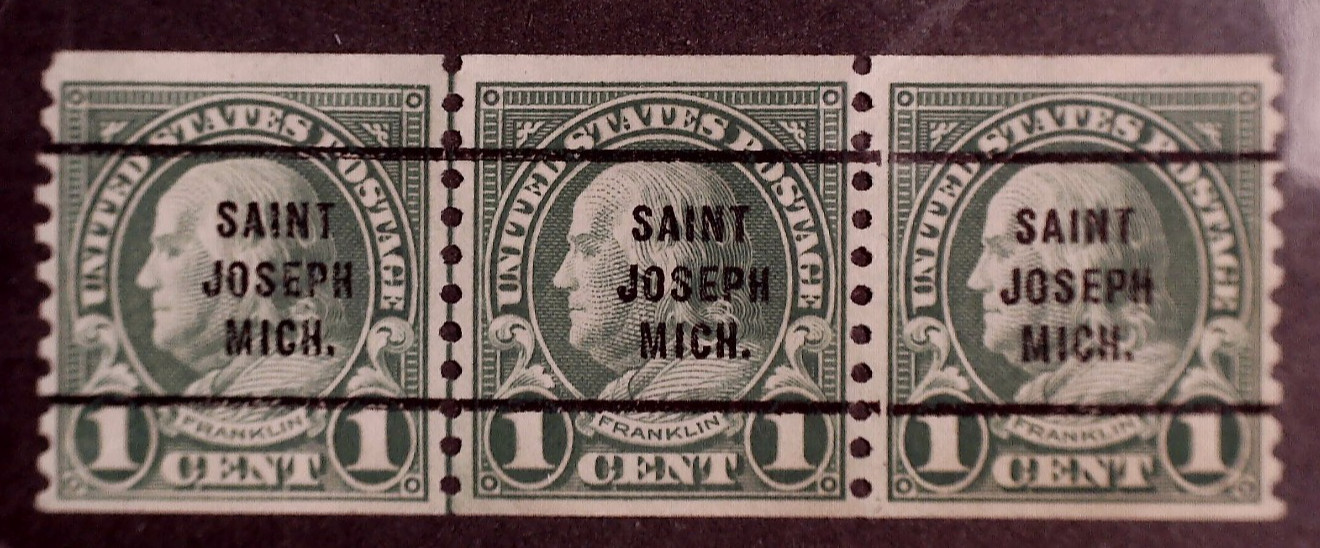 UNITED STATES POSTAGE
SAINT
JOSEPH
MICH.
FRANKLIN
1 CENT 1
UNITED STATES POSTAGE
SAINT
JOSEPH
MICH.
FRANKLIN
1 CENT 1
UNITED STATES POSTAGE
SAINT
JOSEPH
MICH.
FRANKLIN
1 CENT 1